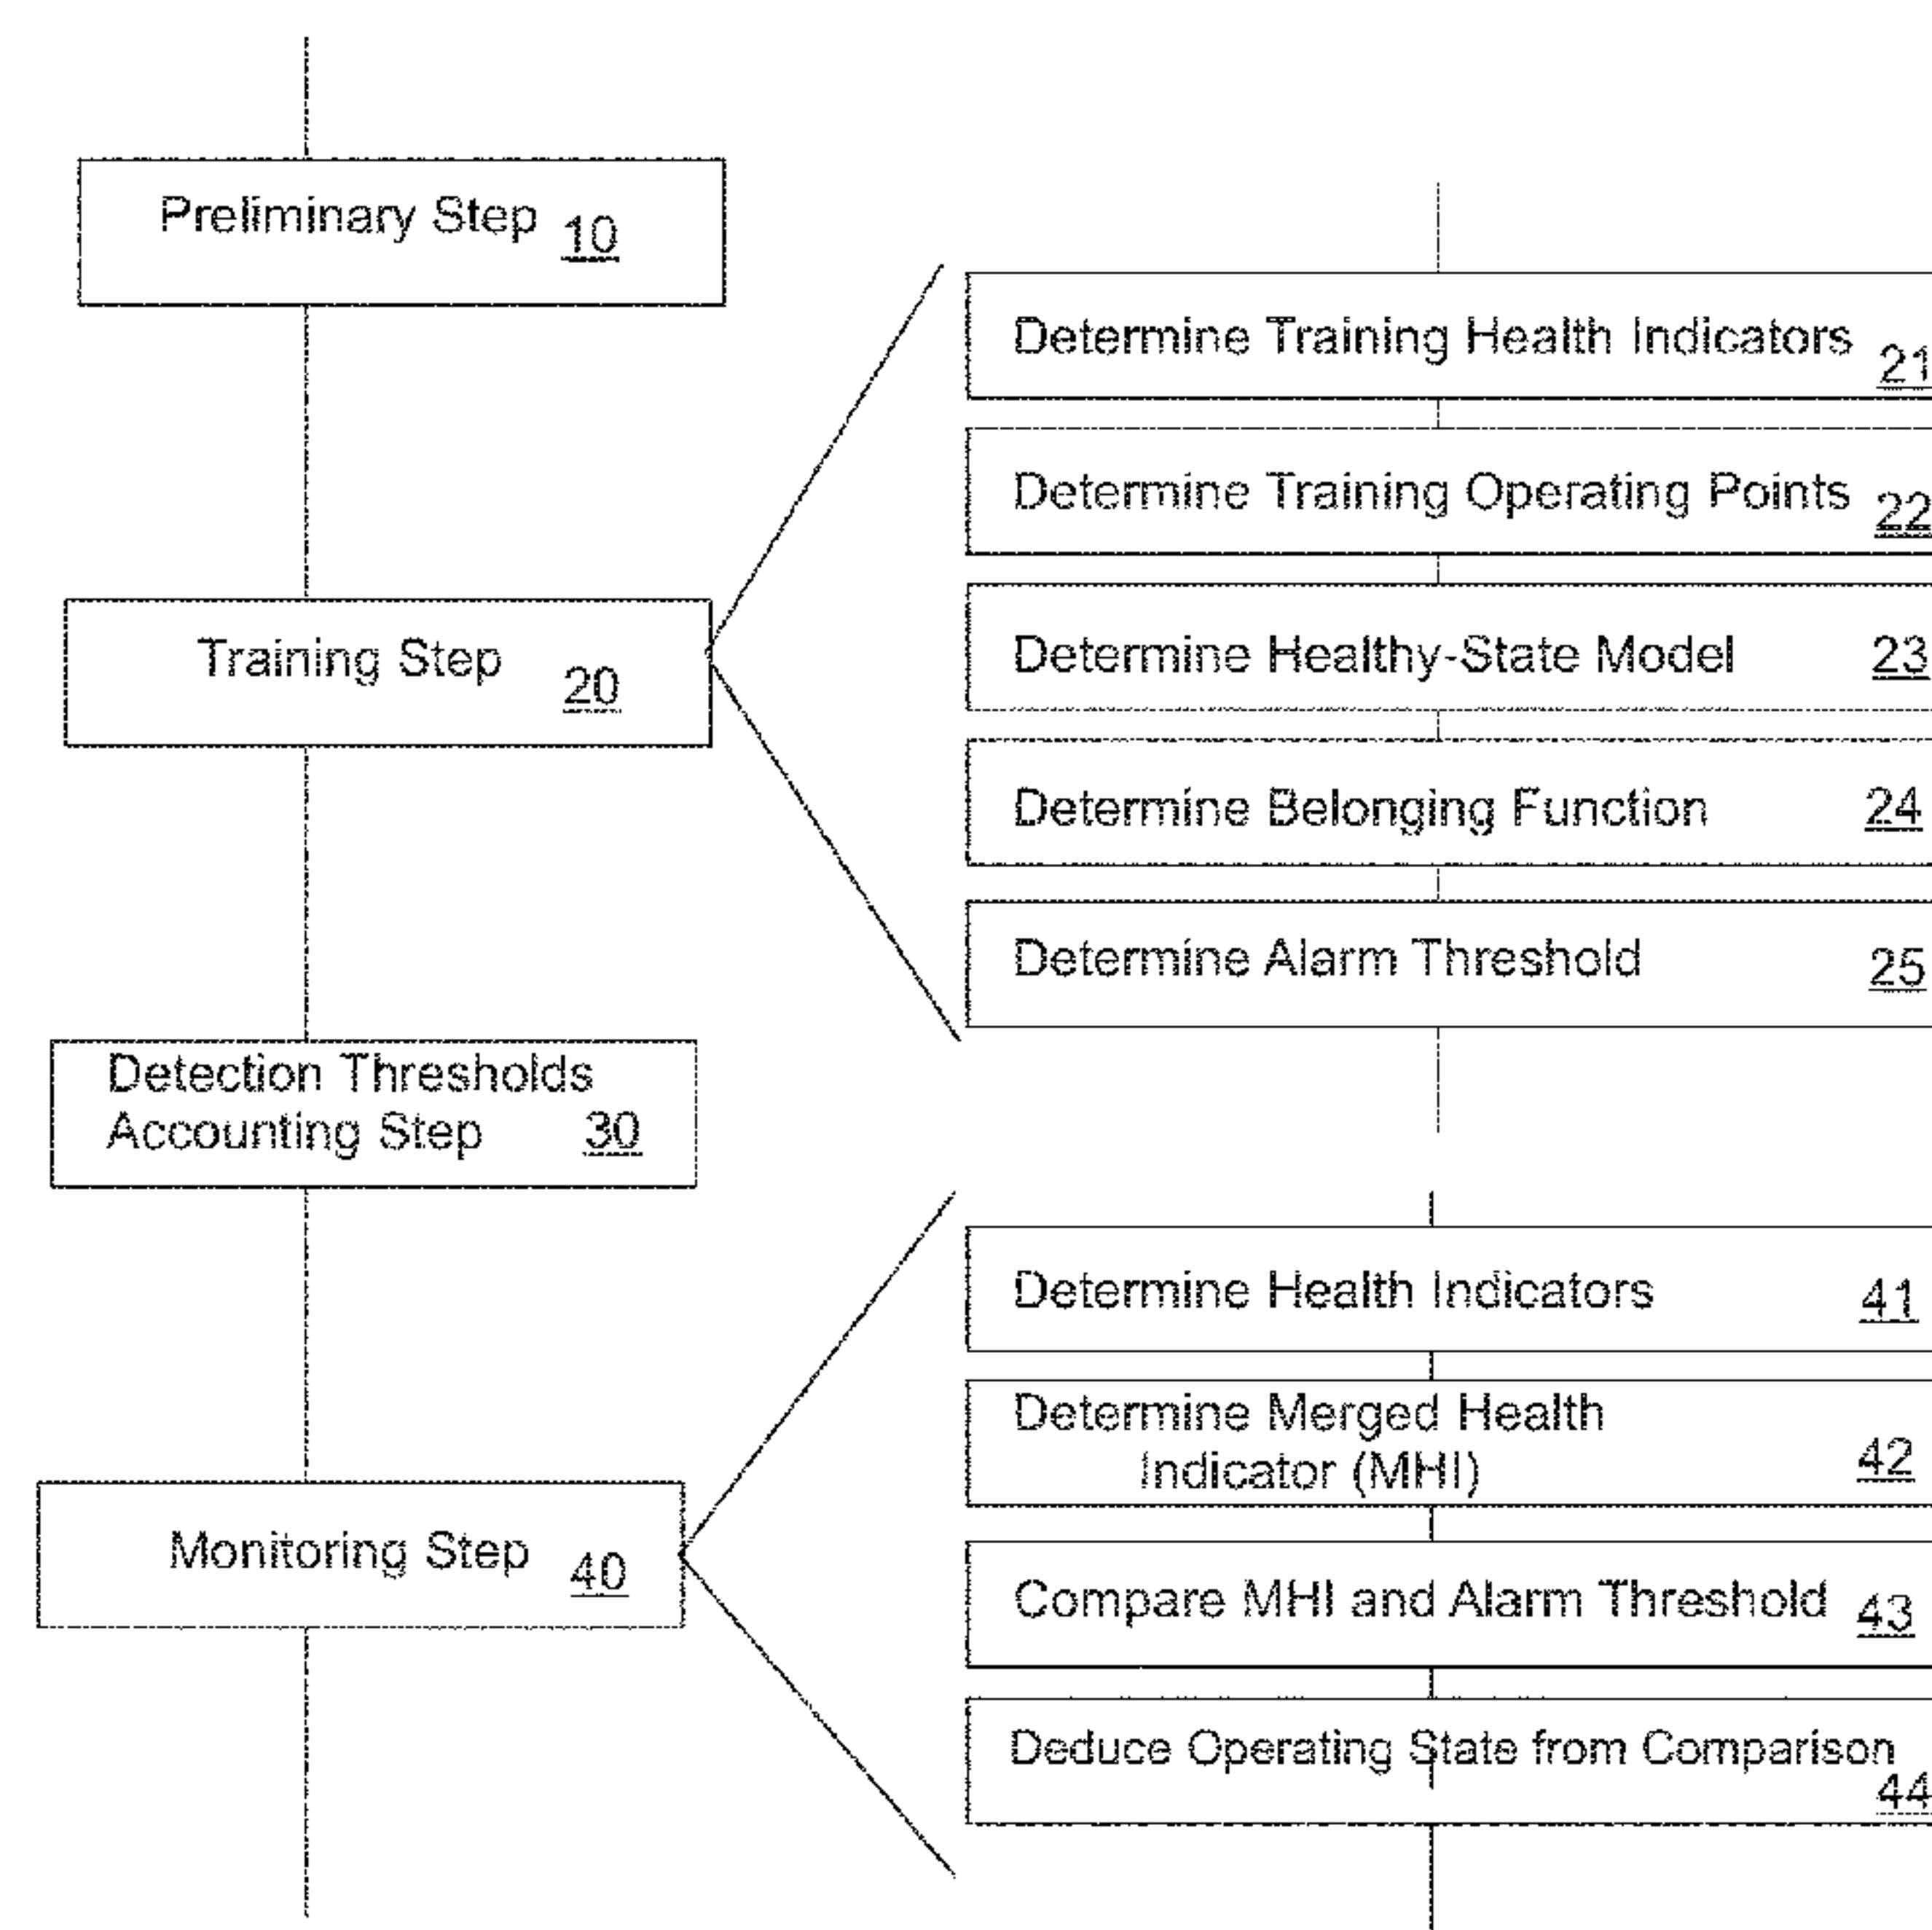 Preliminary Step 10
Training Step 20
Detection Thresholds
Accounting Step 30
Monitoring Step 40
Determine Training Health Indicators 21
Determine Training Operating Points 22
Determine Healthy-State Model 23
Determine Belonging Function 24
Determine Alarm Threshold 25
Determine Health Indicators 41
Determine Merged Health
Indicator (MHI) 42
Compare MHI and Alarm Threshold 43
Deduce Operating State from Comparison
44